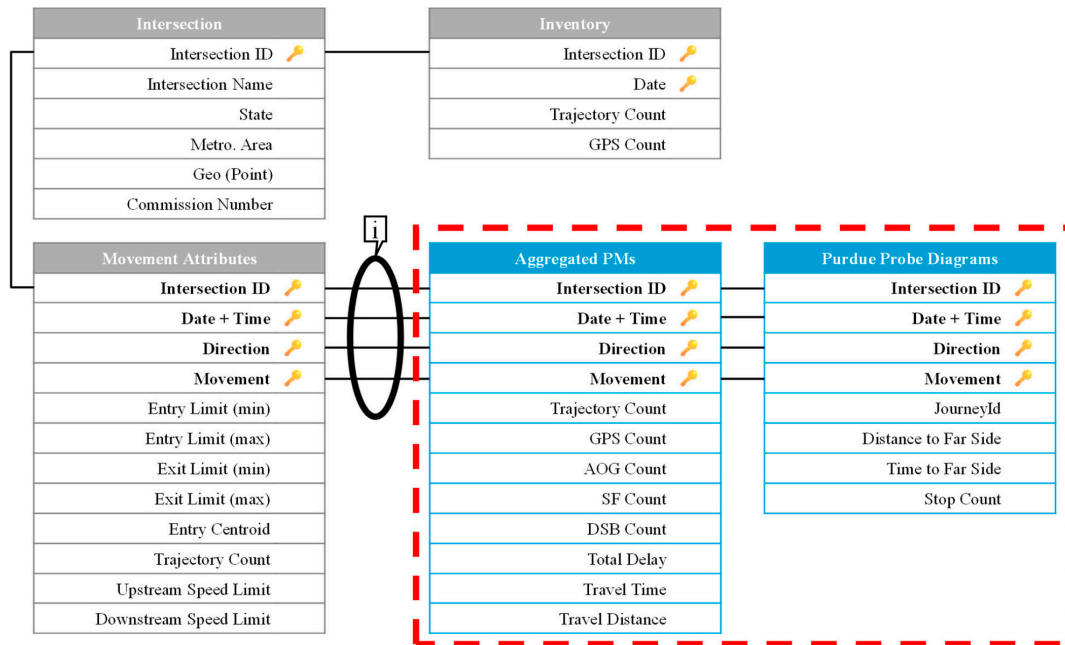 Intersection
Intersection ID
Intersection Name
State
Metro. Area
Geo (Point)
Commission Number
Inventory
Intersection ID
Date
Trajectory Count
GPS Count
i
Movement Attributes
Intersection ID
Date + Time
Direction
Movement
Entry Limit (min)
Entry Limit (max)
Exit Limit (min)
Exit Limit (max)
Entry Centroid
Trajectory Count
Upstream Speed Limit
Downstream Speed Limit
Aggregated PMs
Intersection ID
Date + Time
Direction
Movement
Trajectory Count
GPS Count
AOG Count
SF Count
DSB Count
Total Delay
Travel Time
Travel Distance
Purdue Probe Diagrams
Intersection ID
Date + Time
Direction
Movement
JourneyId
Distance to Far Side
Time to Far Side
Stop Count